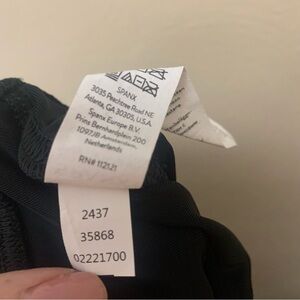 SPANX
3035 Peachtree Road NE
Atlanta, GA 30305, U.S.A.
Spanx Europe B.V.
Prins Bernhardplein 200
1097JB Amsterdam,
Netherlands
RN# 112121
2437
35868
02221700